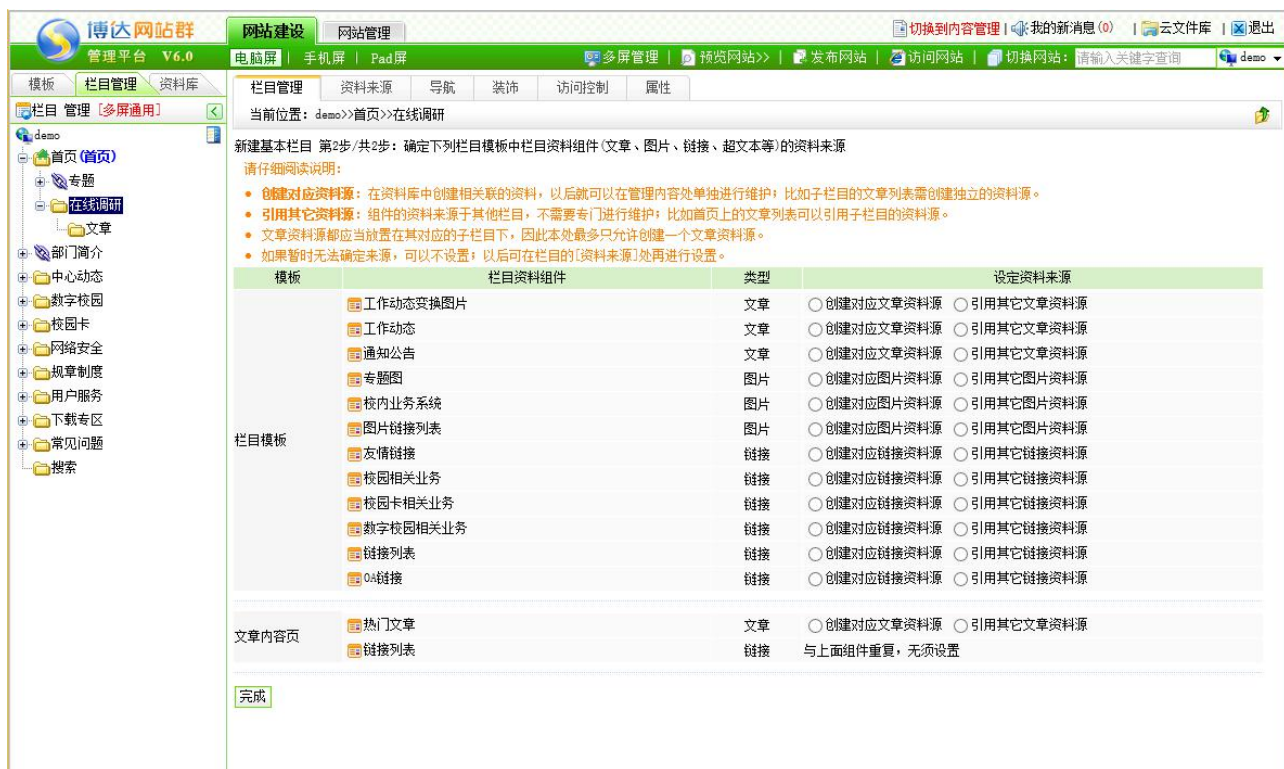 博达网站群
管理平台 V6.0
网站建设 网站管理
切换到内容管理 | 我的新消息(0) | 云文件库 | 退出
电脑屏 | 手机屏 | Pad屏
多屏管理 | 预览网站>> | 发布网站 | 访问网站 | 切换网站: 请输入关键字查询 demo
模板 栏目管理 资料库
栏目 管理 [多屏通用]
demo
首页(首页)
专题
在线调研
文章
部门简介
中心动态
数字校园
校园卡
网络安全
规章制度
用户服务
下载专区
常见问题
搜索
栏目管理 资料来源 导航 装饰 访问控制 属性
当前位置: demo>>首页>>在线调研
新建基本栏目 第2步/共2步: 确定下列栏目模板中栏目资料组件(文章、图片、链接、超文本等)的资料来源
请仔细阅读说明:
• 创建对应资料源: 在资料库中创建相关联的资料, 以后就可以在管理内容处单独进行维护; 比如子栏目的文章列表需创建独立的资料源。
• 引用其它资料源: 组件的资料来源于其他栏目, 不需要专门进行维护; 比如首页上的文章列表可以引用子栏目的资料源。
• 文章资料源都应当放置在其对应的子栏目下, 因此本处最多只允许创建一个文章资料源。
• 如果暂时无法确定来源, 可以不设置; 以后可在栏目的[资料来源]处再进行设置。
模板 栏目资料组件 类型 设定资料来源
栏目模板
工作动态变换图片 文章 创建对应文章资料源 引用其它文章资料源
工作动态 文章 创建对应文章资料源 引用其它文章资料源
通知公告 文章 创建对应文章资料源 引用其它文章资料源
专题图 图片 创建对应图片资料源 引用其它图片资料源
校内业务系统 图片 创建对应图片资料源 引用其它图片资料源
图片链接列表 图片 创建对应图片资料源 引用其它图片资料源
友情链接 链接 创建对应链接资料源 引用其它链接资料源
校园相关业务 链接 创建对应链接资料源 引用其它链接资料源
校园卡相关业务 链接 创建对应链接资料源 引用其它链接资料源
数字校园相关业务 链接 创建对应链接资料源 引用其它链接资料源
链接列表 链接 创建对应链接资料源 引用其它链接资料源
OA链接 链接 创建对应链接资料源 引用其它链接资料源
文章内容页
热门文章 文章 创建对应文章资料源 引用其它文章资料源
链接列表 链接 与上面组件重复, 无须设置
完成